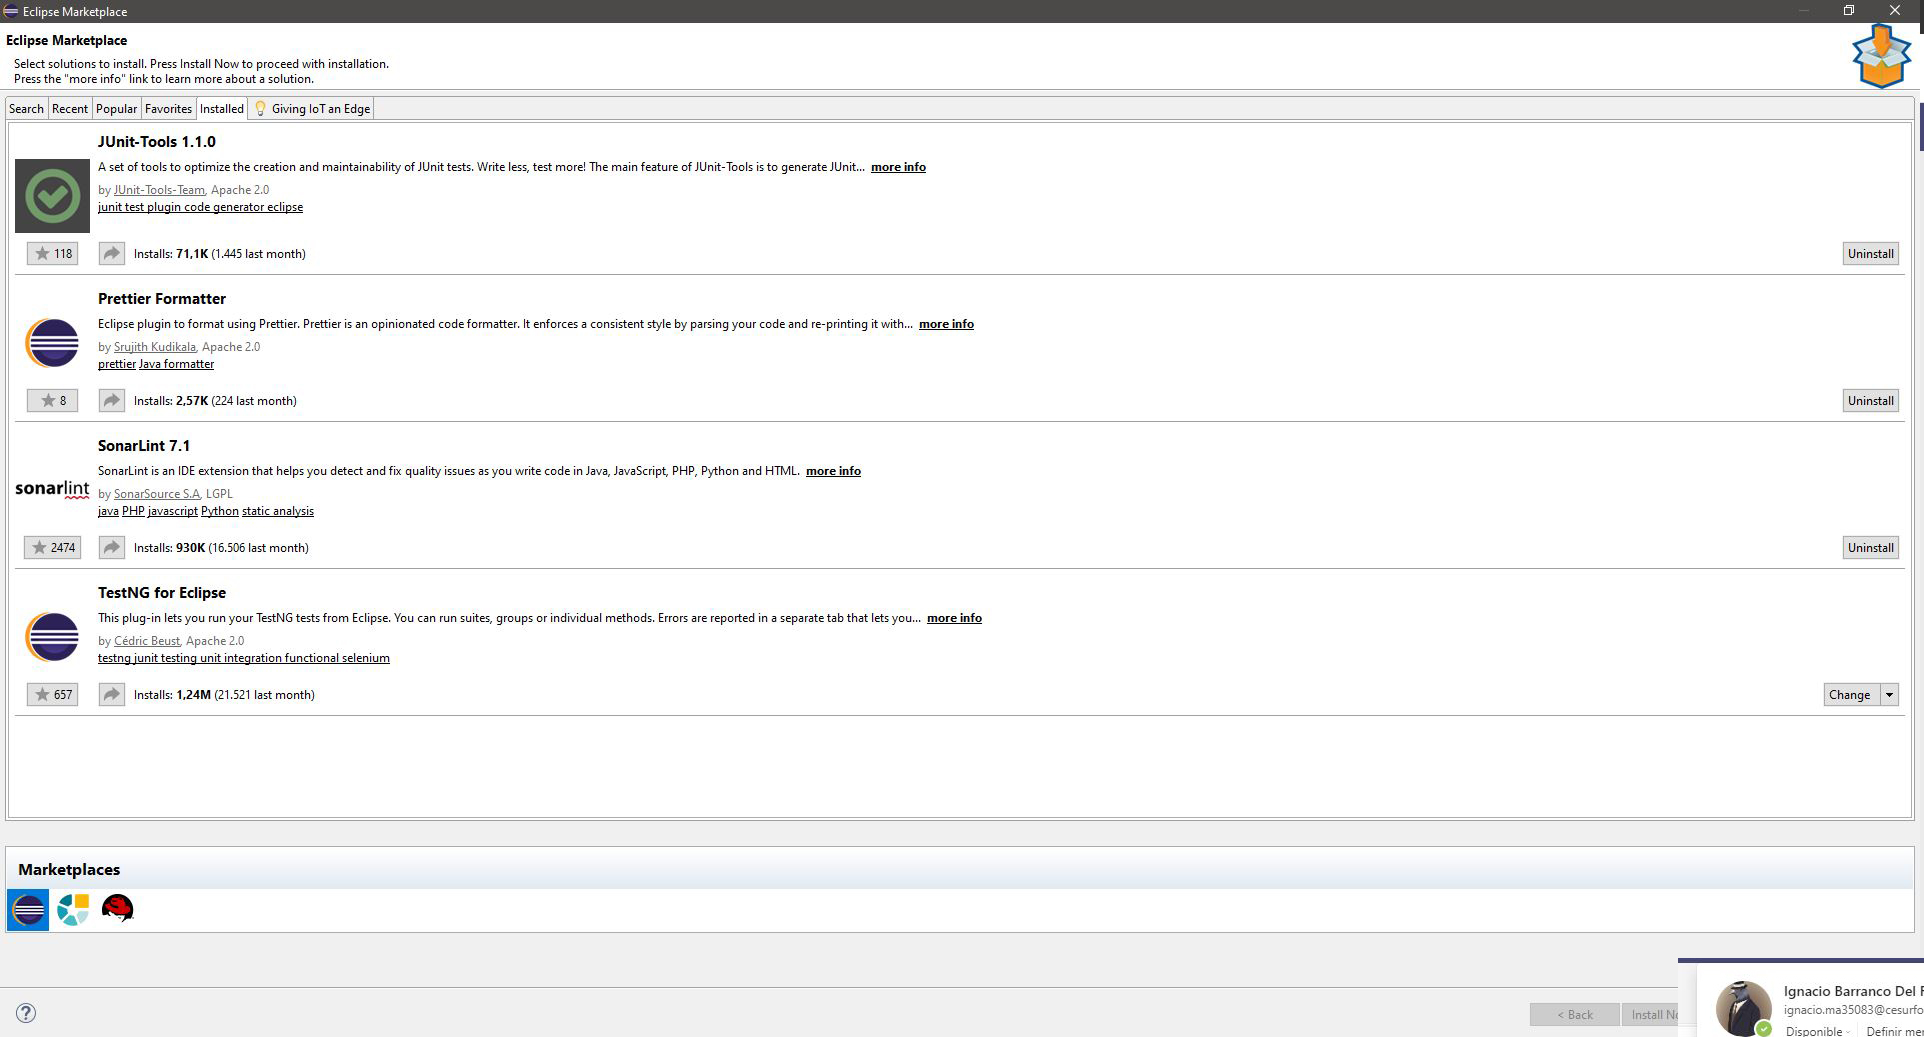 Eclipse Marketplace
Eclipse Marketplace
Select solutions to install. Press Install Now to proceed with installation.
Press the "more info" link to learn more about a solution.
Search Recent Popular Favorites Installed Giving IoT an Edge
JUnit-Tools 1.1.0
A set of tools to optimize the creation and maintainability of JUnit tests. Write less, test more! The main feature of JUnit-Tools is to generate JUnit... more info
by JUnit-Tools-Team, Apache 2.0
junit test plugin code generator eclipse
118 Installs: 71,1K (1.445 last month) Uninstall
Prettier Formatter
Eclipse plugin to format using Prettier. Prettier is an opinionated code formatter. It enforces a consistent style by parsing your code and re-printing it with... more info
by Srujith Kudikala, Apache 2.0
prettier Java formatter
8 Installs: 2,57K (224 last month) Uninstall
SonarLint 7.1
SonarLint is an IDE extension that helps you detect and fix quality issues as you write code in Java, JavaScript, PHP, Python and HTML. more info
sonarlint
by SonarSource S.A, LGPL
java PHP javascript Python static analysis
2474 Installs: 930K (16.506 last month) Uninstall
TestNG for Eclipse
This plug-in lets you run your TestNG tests from Eclipse. You can run suites, groups or individual methods. Errors are reported in a separate tab that lets you... more info
by Cédric Beust, Apache 2.0
testng junit testing unit integration functional selenium
657 Installs: 1,24M (21.521 last month) Change
Marketplaces
? < Back Install
Ignacio Barranco Del
ignacio.ma35083@cesurfo
Disponible Definir